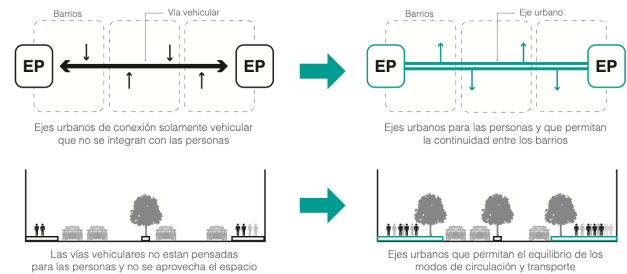 Barrios
Vía vehicular
EP
EP
Ejes urbanos de conexión solamente vehicular
que no se integran con las personas
Barrios
Eje urbano
EP
EP
Ejes urbanos para las personas y que permitan
la continuidad entre los barrios
Las vías vehiculares no estan pensadas
para las personas y no se aprovecha el espacio
Ejes urbanos que permitan el equilibrio de los
modos de circulación y transporte